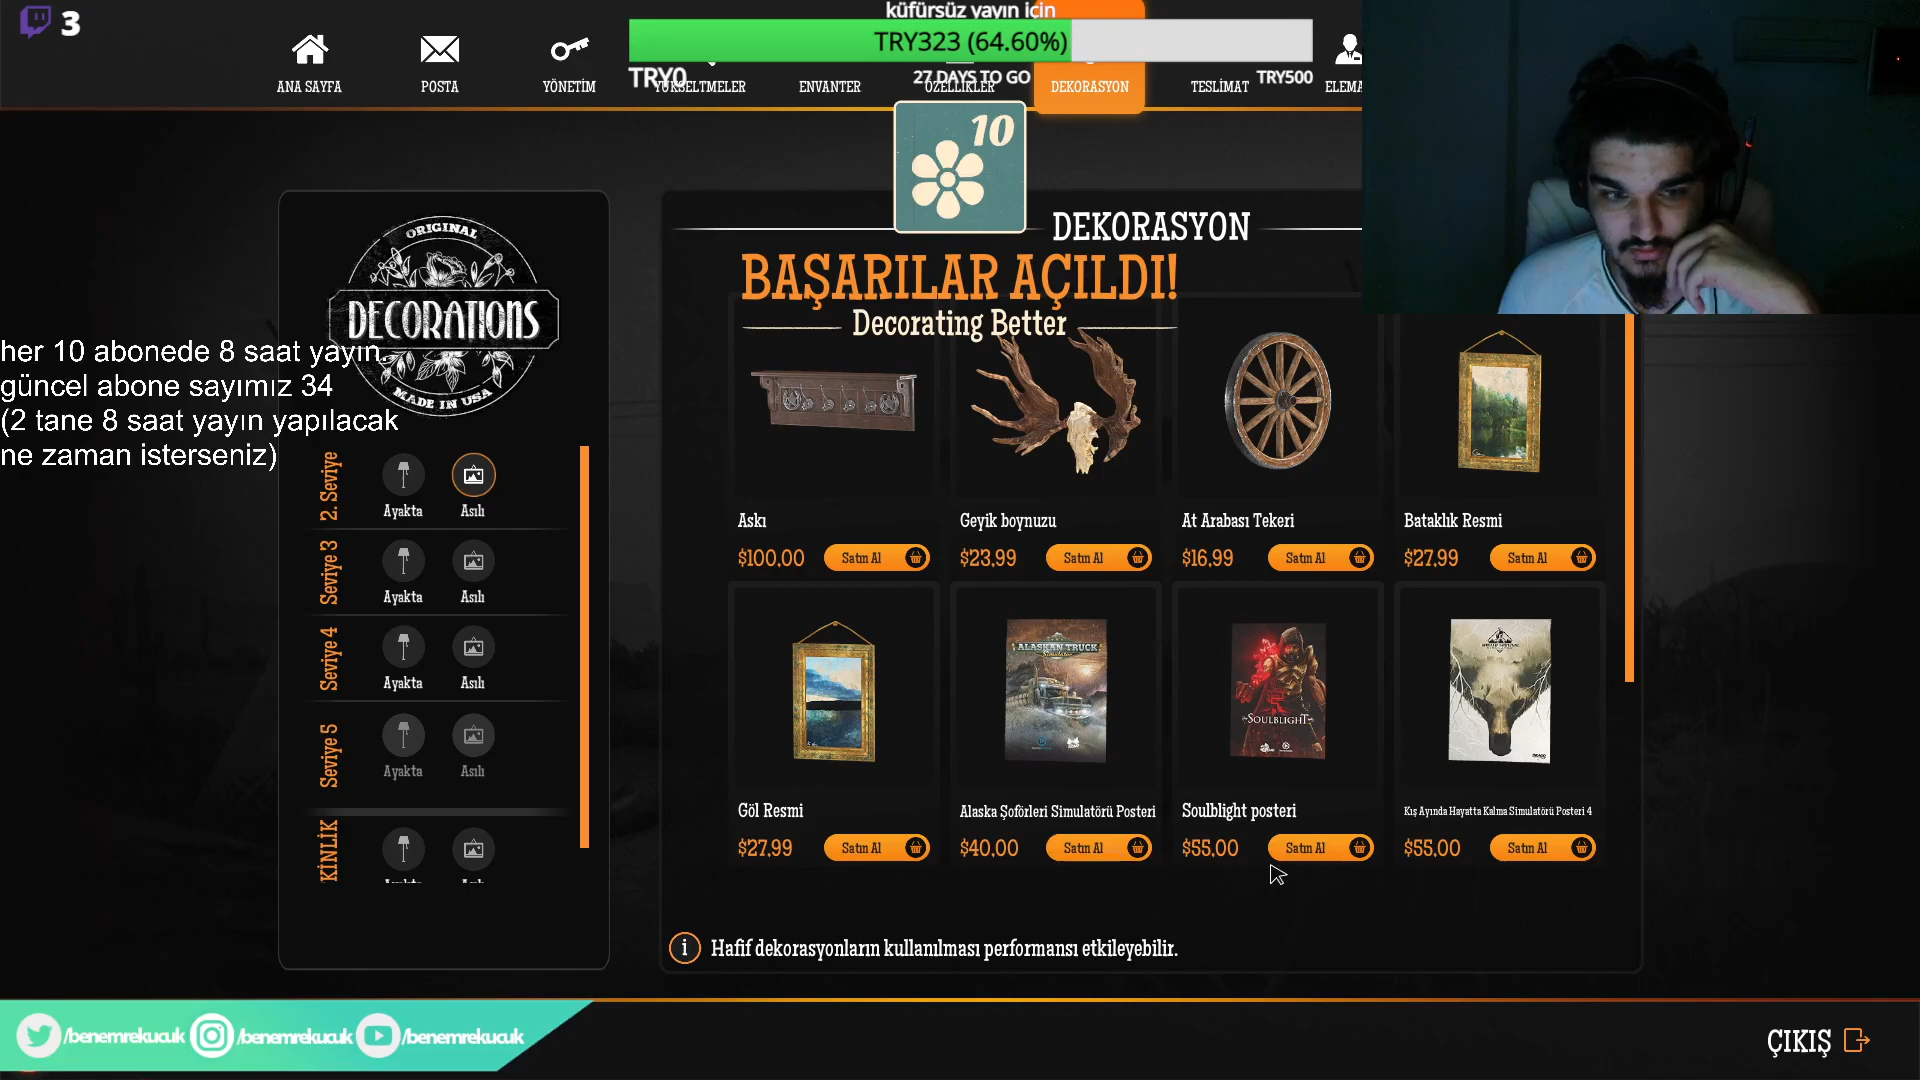 3
küfürsüz yayın için
TRY323 (64.60%)
TRY0
27 DAYS TO GO
TRY500
ANA SAYFA
POSTA
YÖNETİM
YÜKSELTMELER
ENVANTER
ÖZELLİKLER
DEKORASYON
TESLİMAT
ELEMA
10
DEKORASYON
BAŞARILAR AÇILDI!
Decorating Better
ORIGINAL
DECORATIONS
MADE IN USA
her 10 abonede 8 saat yayın.
güncel abone sayımız 34
(2 tane 8 saat yayın yapılacak
ne zaman isterseniz)
2. Seviye
Ayakta
Asılı
Seviye 3
Ayakta
Asılı
Seviye 4
Ayakta
Asılı
Seviye 5
Ayakta
Asılı
KİNLİK
Askı
$100,00
Satın Al
Geyik boynuzu
$23,99
Satın Al
At Arabası Tekeri
$16,99
Satın Al
Bataklık Resmi
$27,99
Satın Al
ALASKAN TRUCK
Simulator
SOULBLIGHT
Göl Resmi
$27,99
Satın Al
Alaska Şoförleri Simulatörü Posteri
$40,00
Satın Al
Soulblight posteri
$55,00
Satın Al
Kış Ayında Hayatta Kalma Simulatörü Posteri 4
$55,00
Satın Al
i Hafif dekorasyonların kullanılması performansı etkileyebilir.
/benemrekucuk /benemrekucuk /benemrekucuk
ÇIKIŞ